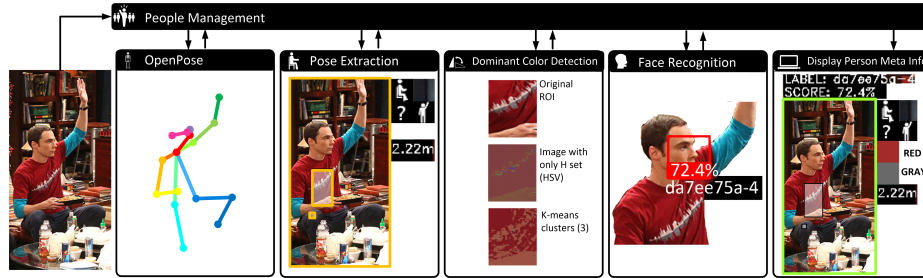 People Management
OpenPose
Pose Extraction
Dominant Color Detection
Face Recognition
Display Person Meta Inf
?
2.22m
Original
ROI
Image with
only H set
(HSV)
K-means
clusters (3)
72.4%
da7ee75a-4
LABEL: da7ee75a-4
SCORE: 72.4%
?
RED
GRAY
2.22m